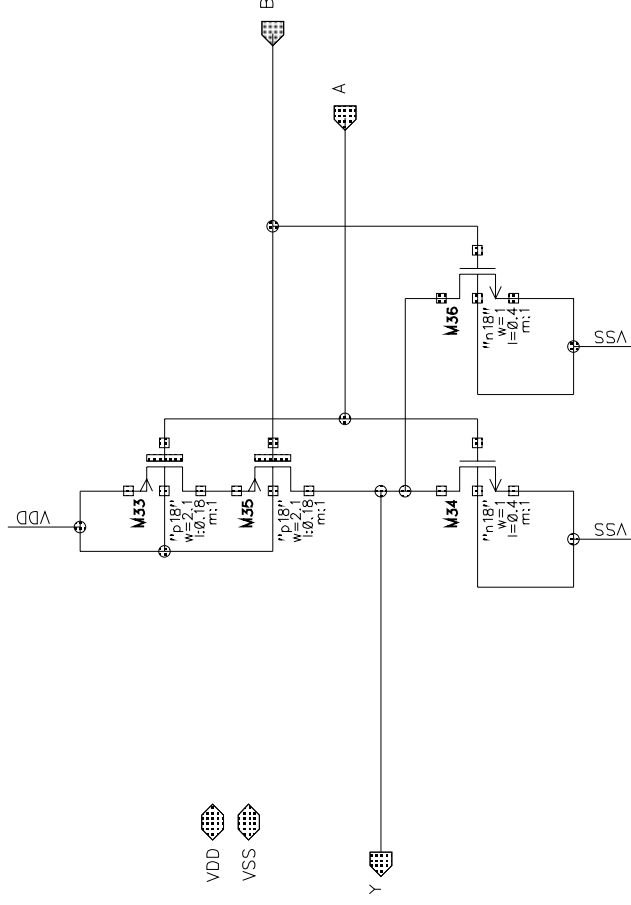 B
A
VDD
M33
"p18"
w=2.1
l:0.18
m:1
M35
"p18"
w=2.1
l:0.18
m:1
M36
"n18"
w=1
l=0.4
m:1
VSS
M34
"n18"
w=1
l=0.4
m:1
VSS
VDD
VSS
Y